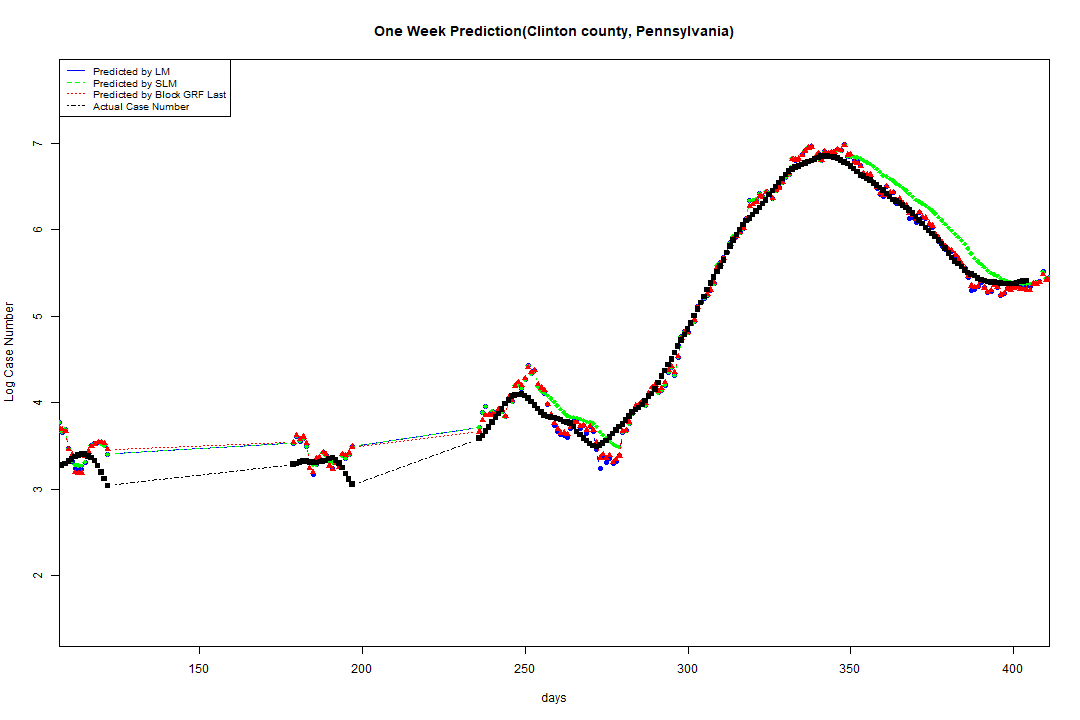 One Week Prediction(Clinton county, Pennsylvania)
Predicted by LM
Predicted by SLM
Predicted by Block GRF Last
Actual Case Number
7
6
5
4
3
2
Log Case Number
150 200 250 300 350 400
days